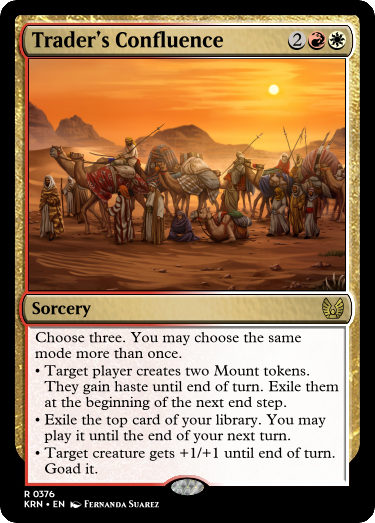 Trader's Confluence 2
Sorcery
Choose three. You may choose the same
mode more than once.
• Target player creates two Mount tokens.
They gain haste until end of turn. Exile them
at the beginning of the next end step.
• Exile the top card of your library. You may
play it until the end of your next turn.
• Target creature gets +1/+1 until end of turn.
Goad it.
R 0376
KRN • EN Fernanda Suarez